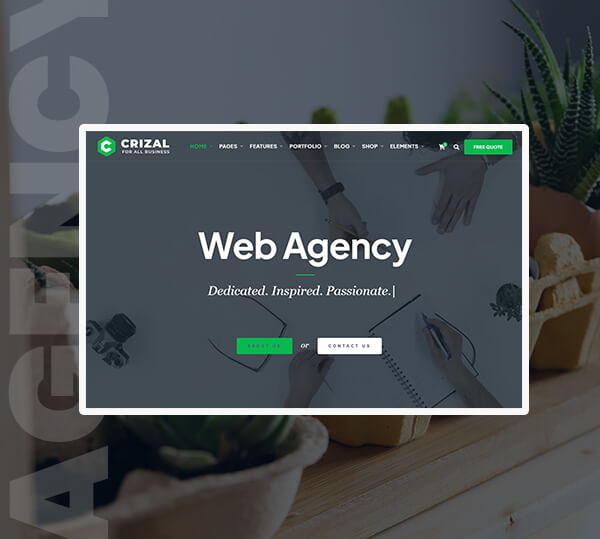 AGENCY
CRIZAL
FOR ALL BUSINESS
HOME PAGES FEATURES PORTFOLIO BLOG SHOP ELEMENTS
FREE QUOTE
Web Agency
Dedicated. Inspired. Passionate.|
ABOUT US or CONTACT US